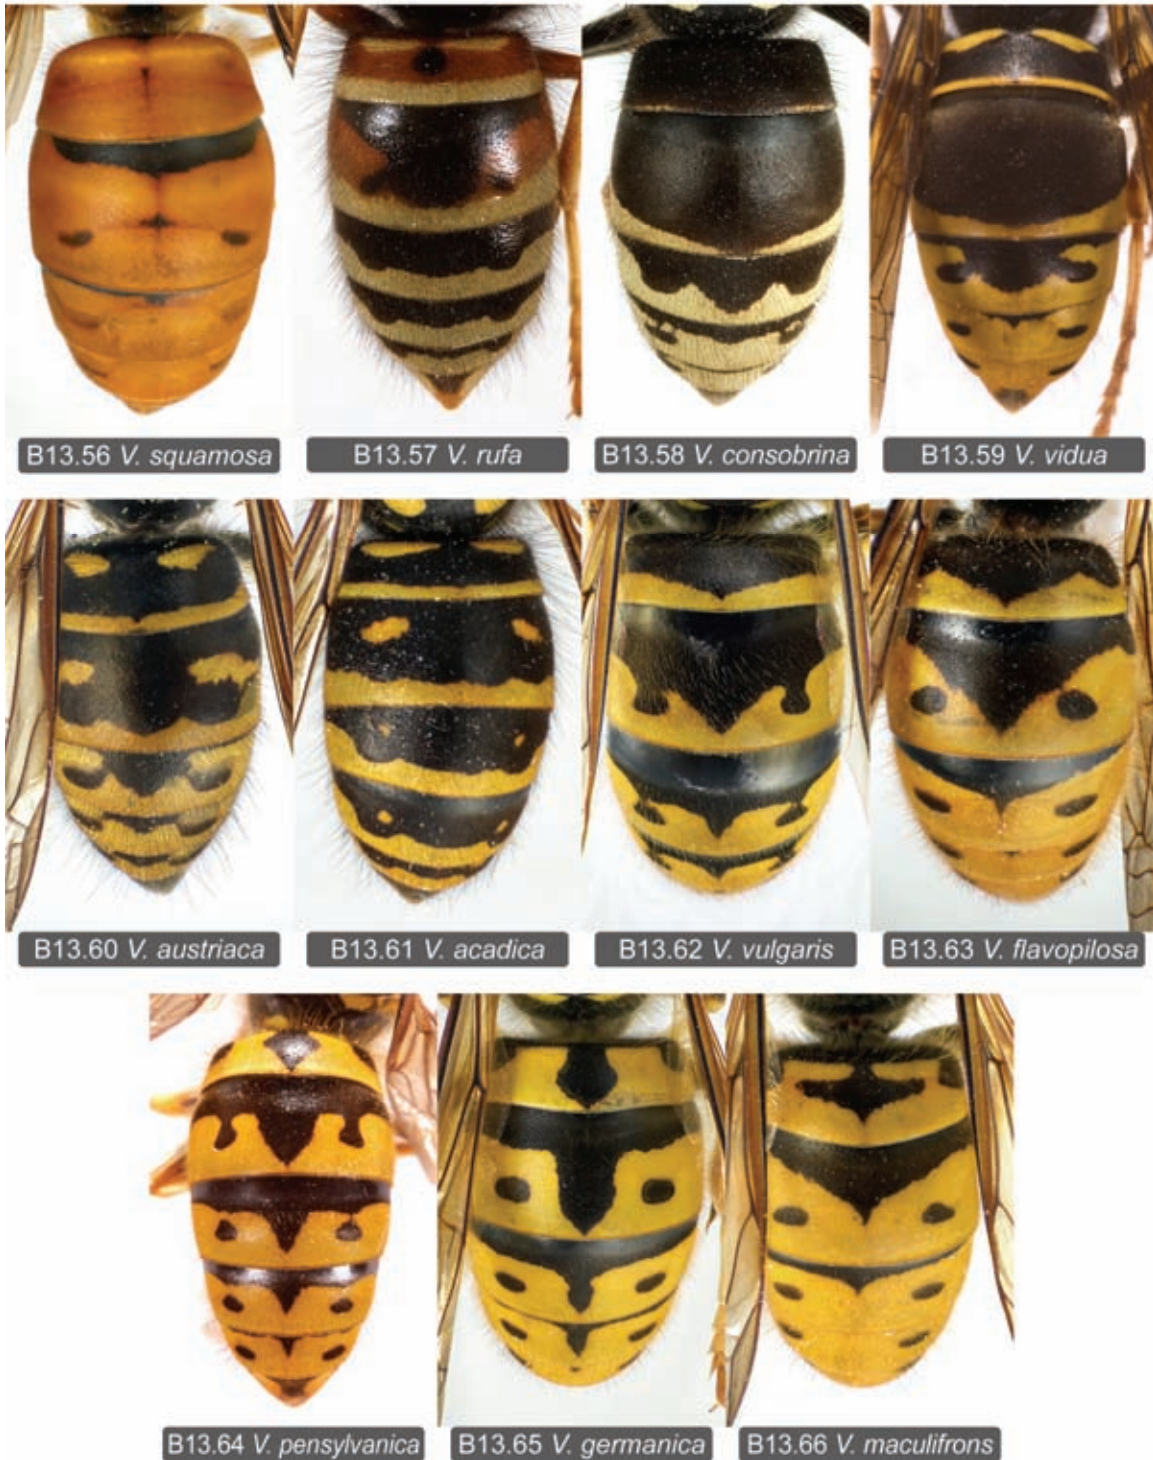 B13.56 V. squamosa
B13.57 V. rufa
B13.58 V. consobrina
B13.59 V. vidua
B13.60 V. austriaca
B13.61 V. acadica
B13.62 V. vulgaris
B13.63 V. flavopilosa
B13.64 V. pensylvanica
B13.65 V. germanica
B13.66 V. maculifrons